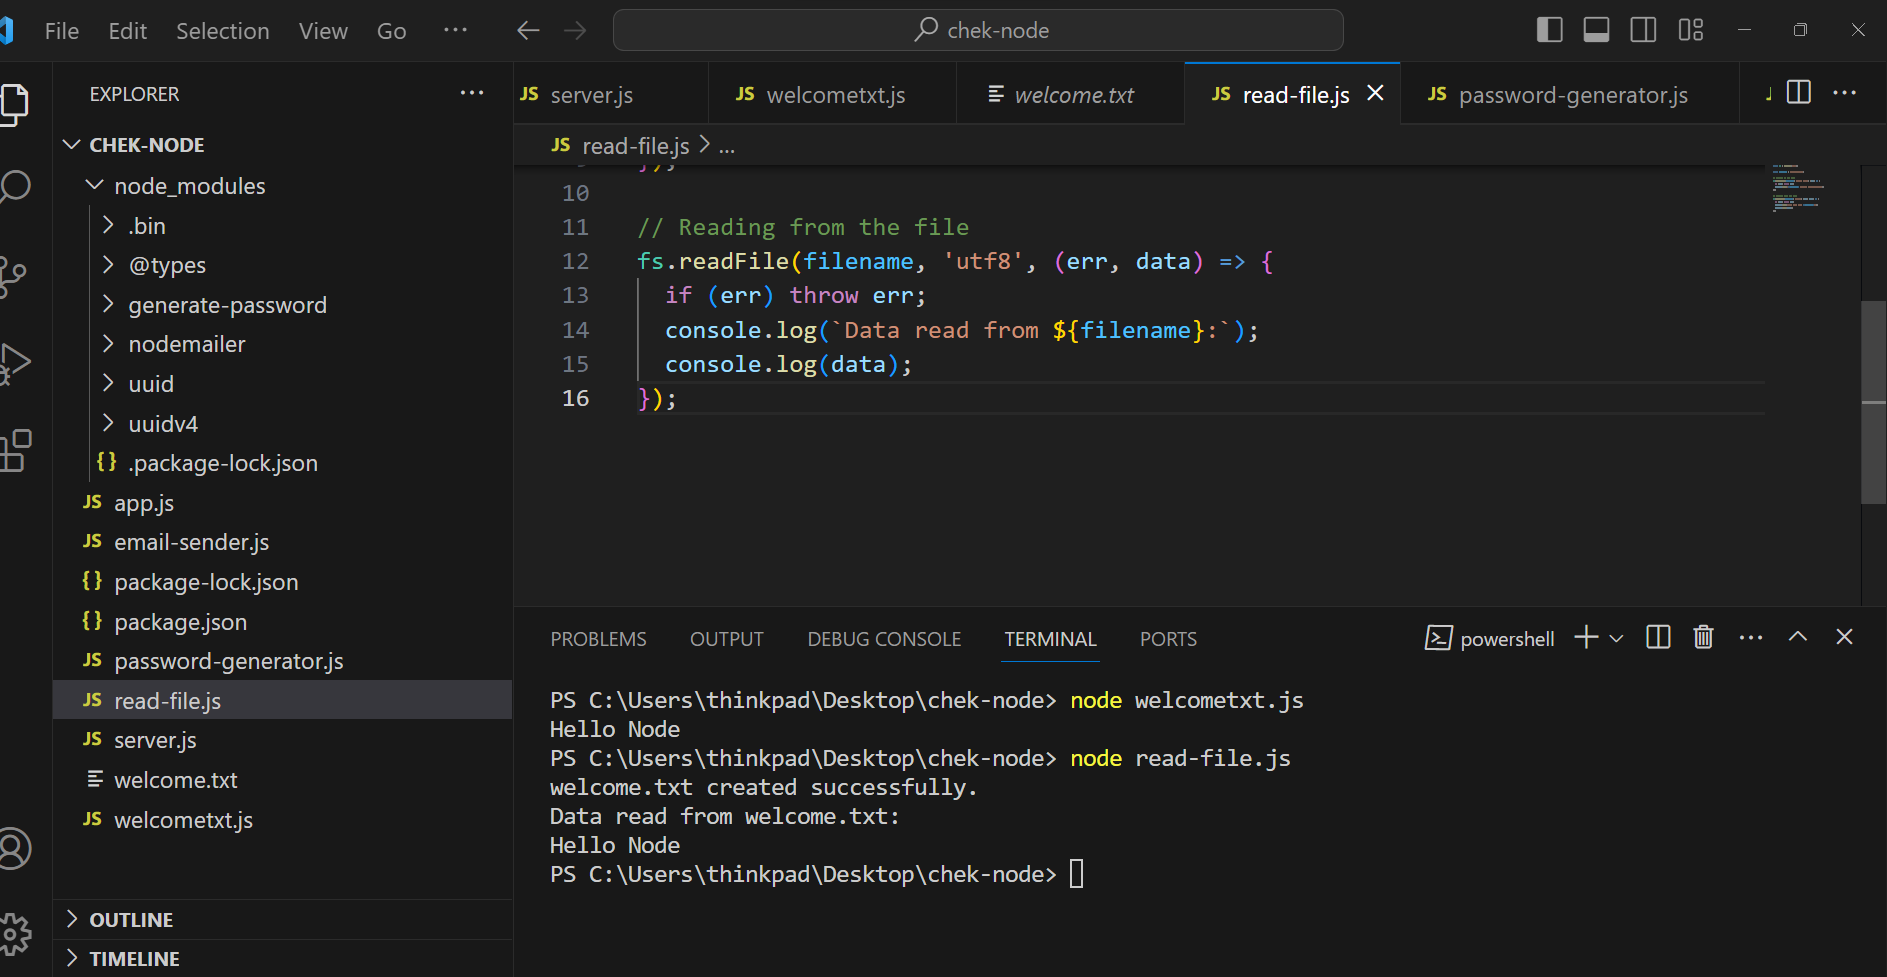 File Edit Selection View Go ···
chek-node
EXPLORER ···
CHEK-NODE
node_modules
.bin
@types
generate-password
nodemailer
uuid
uuidv4
{} .package-lock.json
JS app.js
JS email-sender.js
{} package-lock.json
{} package.json
JS password-generator.js
JS read-file.js
JS server.js
welcome.txt
JS welcometxt.js
OUTLINE
TIMELINE
JS server.js
JS welcometxt.js
welcome.txt
JS read-file.js
JS password-generator.js
JS read-file.js > ...
10
11 // Reading from the file
12 fs.readFile(filename, 'utf8', (err, data) => {
13 if (err) throw err;
14 console.log(`Data read from ${filename}:`);
15 console.log(data);
16 });
PROBLEMS OUTPUT DEBUG CONSOLE TERMINAL PORTS
powershell
PS C:\Users\thinkpad\Desktop\chek-node> node welcometxt.js
Hello Node
PS C:\Users\thinkpad\Desktop\chek-node> node read-file.js
welcome.txt created successfully.
Data read from welcome.txt:
Hello Node
PS C:\Users\thinkpad\Desktop\chek-node>